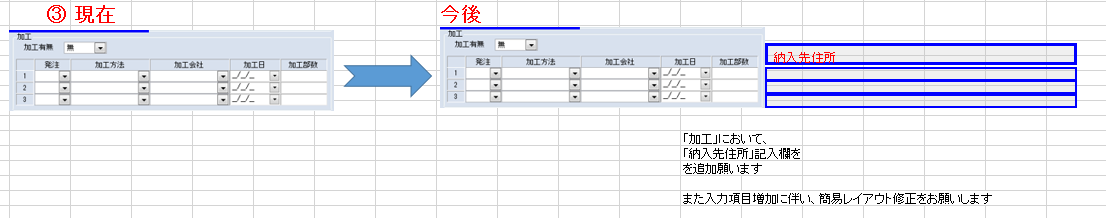 ③ 現在
今後
加工
加工有無 無
発注 加工方法 加工会社 加工日 加工部数
1 _/_/_
2 _/_/_
3 _/_/_
加工
加工有無 無
発注 加工方法 加工会社 加工日 加工部数
1 _/_/_
2 _/_/_
3 _/_/_
納入先住所
「加工」において、
「納入先住所」記入欄を
を追加願います
また入力項目増加に伴い、簡易レイアウト修正をお願いします